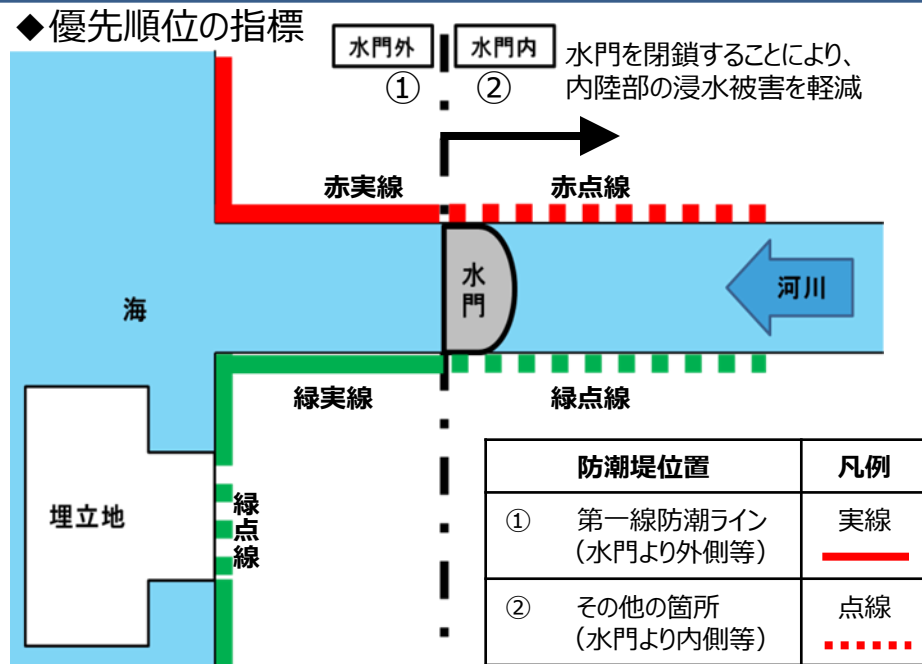 ◆優先順位の指標
水門外
水門内
①
②
水門を閉鎖することにより、
内陸部の浸水被害を軽減
赤実線
赤点線
海
水門
河川
緑実線
緑点線
埋立地
緑点線
防潮堤位置
凡例
① 第一線防潮ライン
（水門より外側等）
実線
② その他の箇所
（水門より内側等）
点線